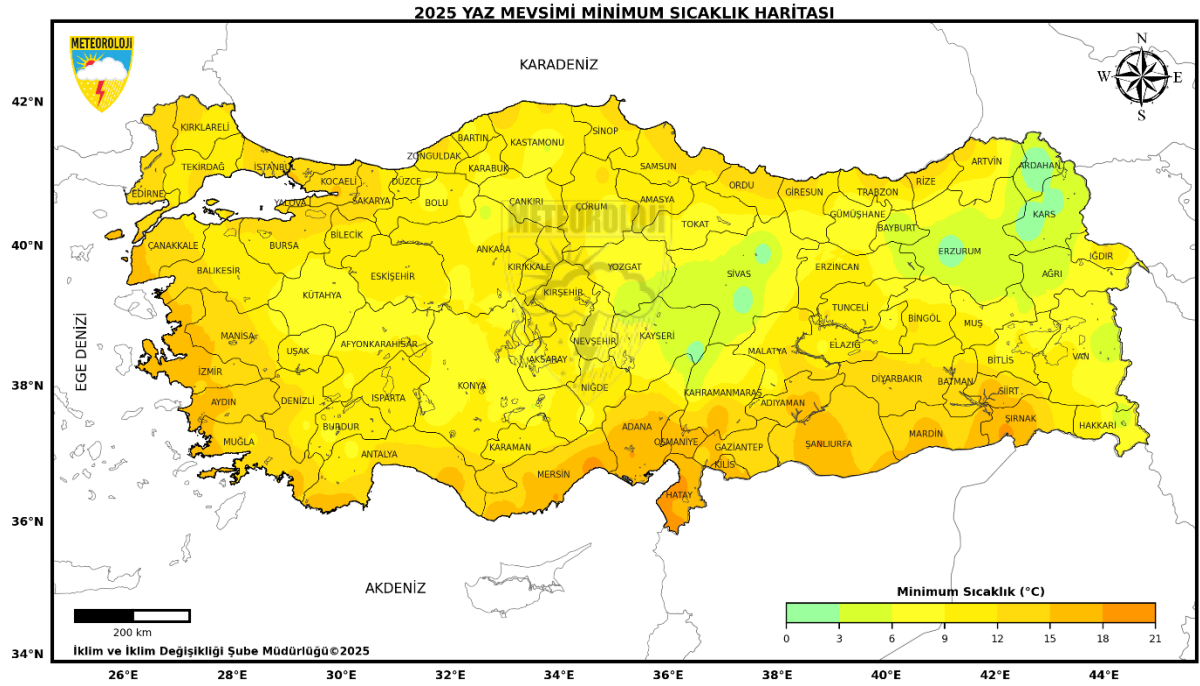 2025 YAZ MEVSİMİ MİNİMUM SICAKLIK HARİTASI
METEOROLOJİ
KARADENİZ
N
W E
S
42°N
40°N
38°N
36°N
34°N
KIRKLARELİ
TEKİRDAĞ
İSTANBUL
EDİRNE
YALOVA
KOCAELİ
SAKARYA
DÜZCE
ZONGULDAK
BARTIN
KARABÜK
KASTAMONU
SİNOP
BOLU
ÇANKIRI
ÇORUM
SAMSUN
AMASYA
TOKAT
ORDU
GİRESUN
TRABZON
RİZE
ARTVİN
ARDAHAN
KARS
GÜMÜŞHANE
BAYBURT
ERZURUM
IĞDIR
AĞRI
ÇANAKKALE
BURSA
BİLECİK
BALIKESİR
ESKİŞEHİR
ANKARA
KIRIKKALE
YOZGAT
SİVAS
ERZİNCAN
TUNCELİ
BİNGÖL
MUŞ
KÜTAHYA
KIRŞEHİR
METEOROLOJİ
MANİSA
UŞAK
AFYONKARAHİSAR
AKSARAY
NEVŞEHİR
KAYSERİ
MALATYA
ELAZIĞ
BİTLİS
VAN
İZMİR
AYDIN
DENİZLİ
ISPARTA
KONYA
NİĞDE
KAHRAMANMARAŞ
ADIYAMAN
DİYARBAKIR
BATMAN
SİİRT
ŞIRNAK
HAKKARİ
MUĞLA
BURDUR
ANTALYA
KARAMAN
MERSİN
ADANA
OSMANİYE
GAZİANTEP
KİLİS
HATAY
ŞANLIURFA
MARDİN
EGE DENİZİ
AKDENİZ
200 km
İklim ve İklim Değişikliği Şube Müdürlüğü©2025
Minimum Sıcaklık (°C)
0 3 6 9 12 15 18 21
26°E 28°E 30°E 32°E 34°E 36°E 38°E 40°E 42°E 44°E